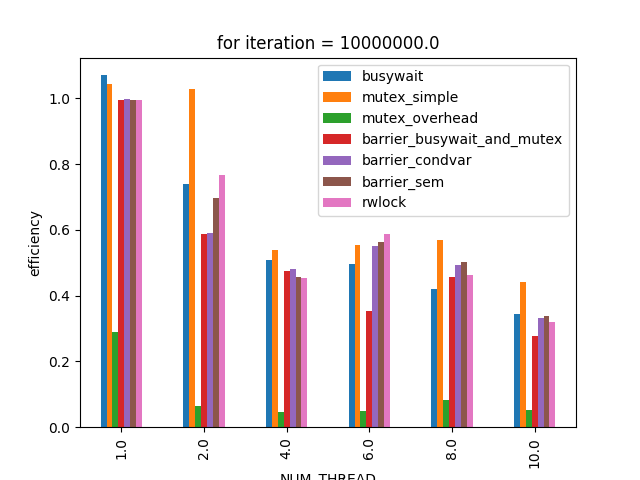 for iteration = 10000000.0
efficiency
1.0
0.8
0.6
0.4
0.2
0.0
busywait
mutex_simple
mutex_overhead
barrier_busywait_and_mutex
barrier_condvar
barrier_sem
rwlock
1.0
2.0
4.0
6.0
8.0
10.0
NUM_THREAD